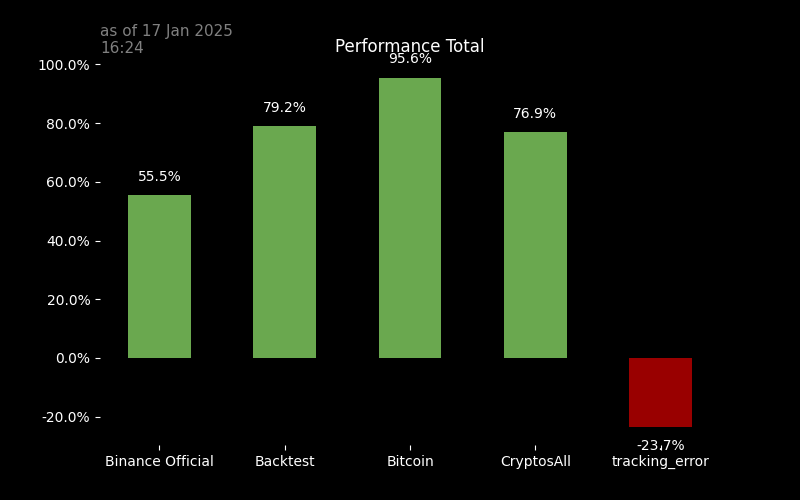 as of 17 Jan 2025
16:24
Performance Total
100.0%
80.0%
60.0%
40.0%
20.0%
0.0%
-20.0%
55.5%
79.2%
95.6%
76.9%
-23.7%
Binance Official
Backtest
Bitcoin
CryptosAll
tracking_error